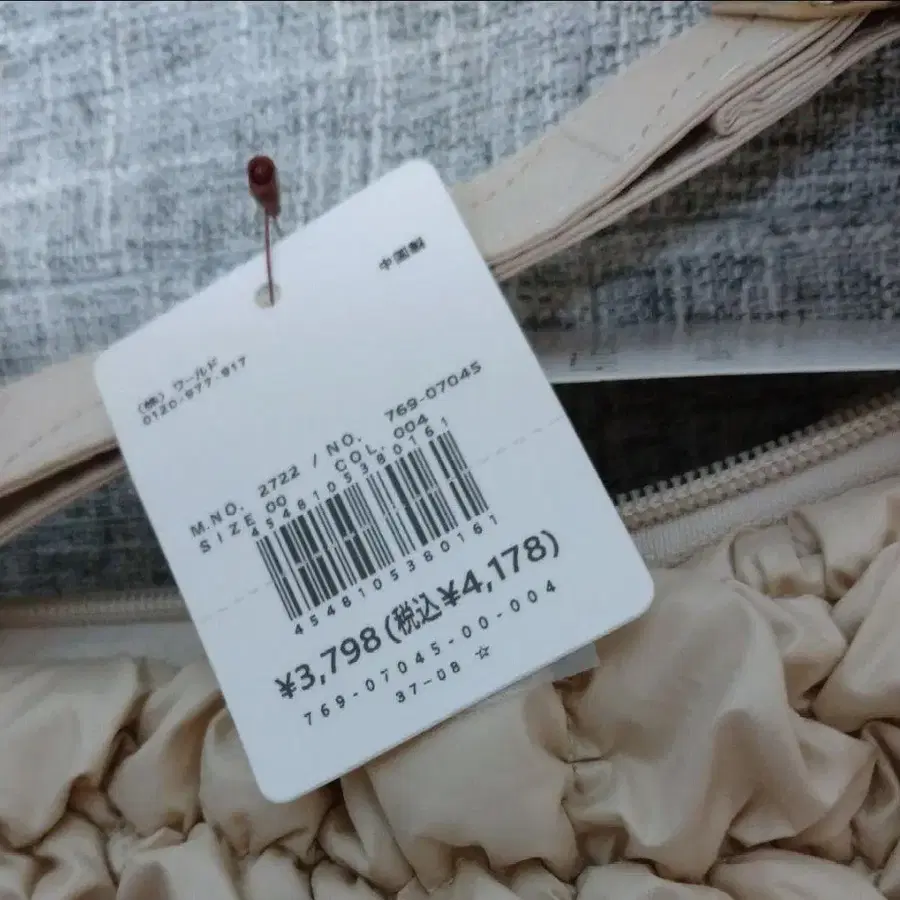 中国製
(株) ワールド
0120-977-917
M.NO. 2722 / NO. 769-07045
SIZE 00 COL. 004
4548105380161
4548105380161
¥3,798(税込¥4,178)
769-07045-00-004
37-08 ☆